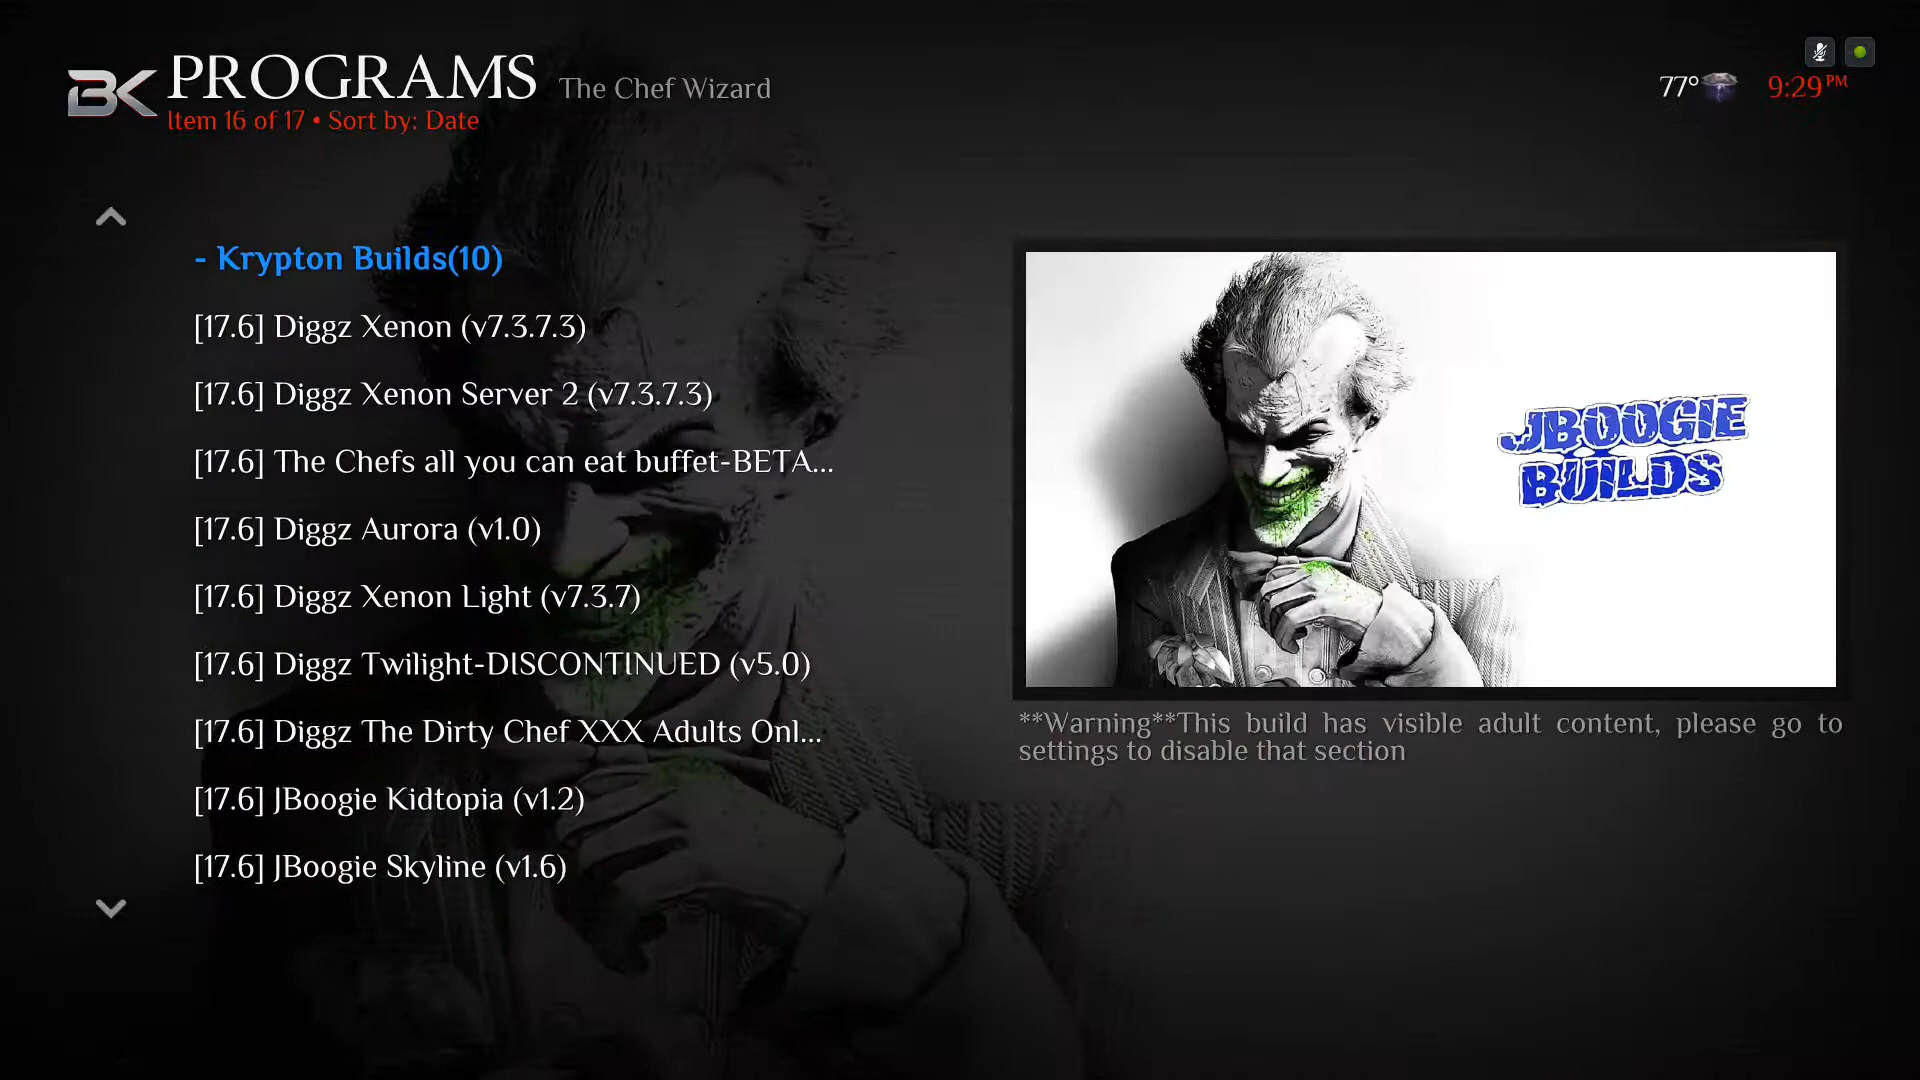 BK PROGRAMS The Chef Wizard
Item 16 of 17 • Sort by: Date
77° 9:29 PM
- Krypton Builds(10)
[17.6] Diggz Xenon (v7.3.7.3)
[17.6] Diggz Xenon Server 2 (v7.3.7.3)
[17.6] The Chefs all you can eat buffet-BETA...
[17.6] Diggz Aurora (v1.0)
[17.6] Diggz Xenon Light (v7.3.7)
[17.6] Diggz Twilight-DISCONTINUED (v5.0)
[17.6] Diggz The Dirty Chef XXX Adults Onl...
[17.6] JBoogie Kidtopia (v1.2)
[17.6] JBoogie Skyline (v1.6)
JBOOGIE
BUILDS
**Warning**This build has visible adult content, please go to
settings to disable that section